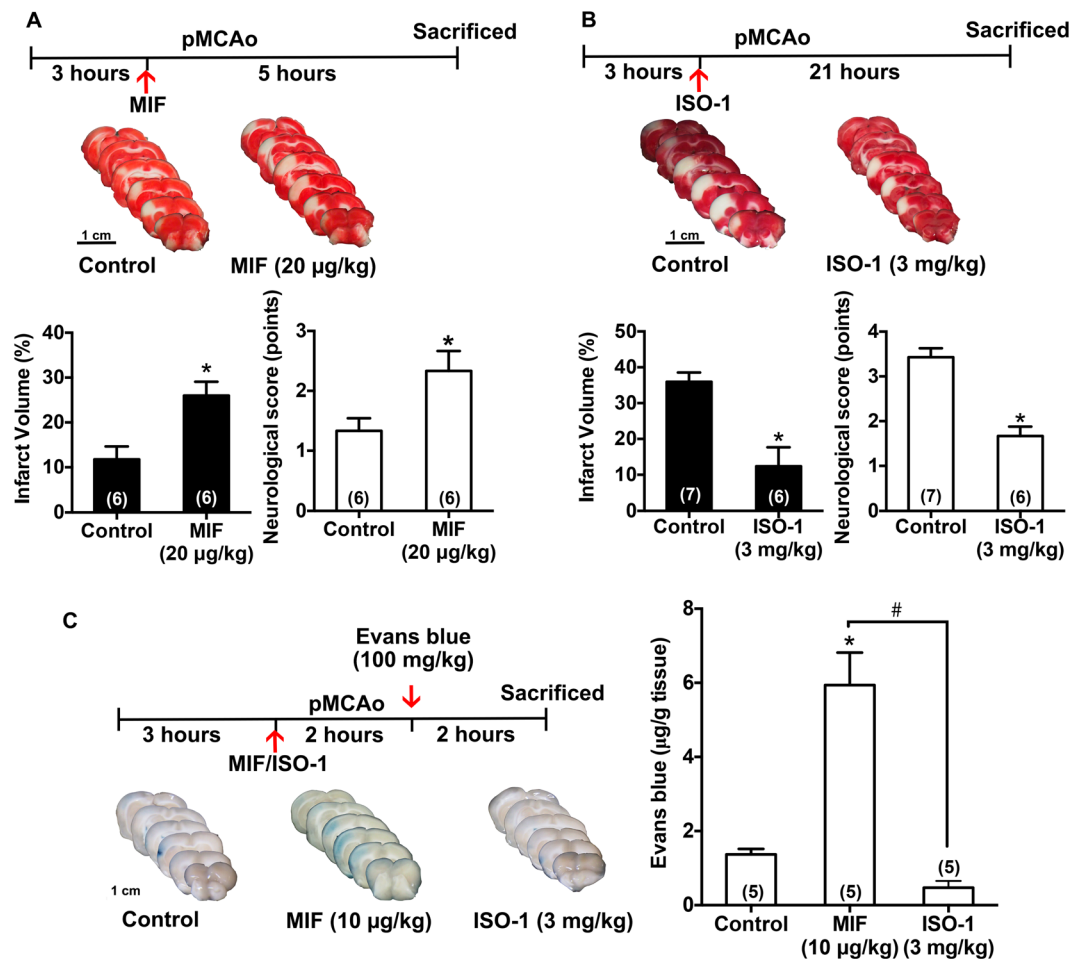 A
pMCAo
Sacrificed
3 hours
5 hours
MIF
1 cm
Control
MIF (20 µg/kg)
Infarct Volume (%)
40
30
20
10
0
(6)
(6)
*
Control
MIF
(20 µg/kg)
Neurological score (points)
3
2
1
0
(6)
(6)
*
Control
MIF
(20 µg/kg)
B
pMCAo
Sacrificed
3 hours
21 hours
ISO-1
1 cm
Control
ISO-1 (3 mg/kg)
Infarct Volume (%)
50
40
30
20
10
0
(7)
(6)
*
Control
ISO-1
(3 mg/kg)
Neurological score (points)
4
3
2
1
0
(7)
(6)
*
Control
ISO-1
(3 mg/kg)
C
Evans blue
(100 mg/kg)
pMCAo
Sacrificed
3 hours
2 hours
2 hours
MIF/ISO-1
1 cm
Control
MIF (10 µg/kg)
ISO-1 (3 mg/kg)
Evans blue (µg/g tissue)
8
6
4
2
0
#
*
(5)
(5)
(5)
Control
MIF
(10 µg/kg)
ISO-1
(3 mg/kg)